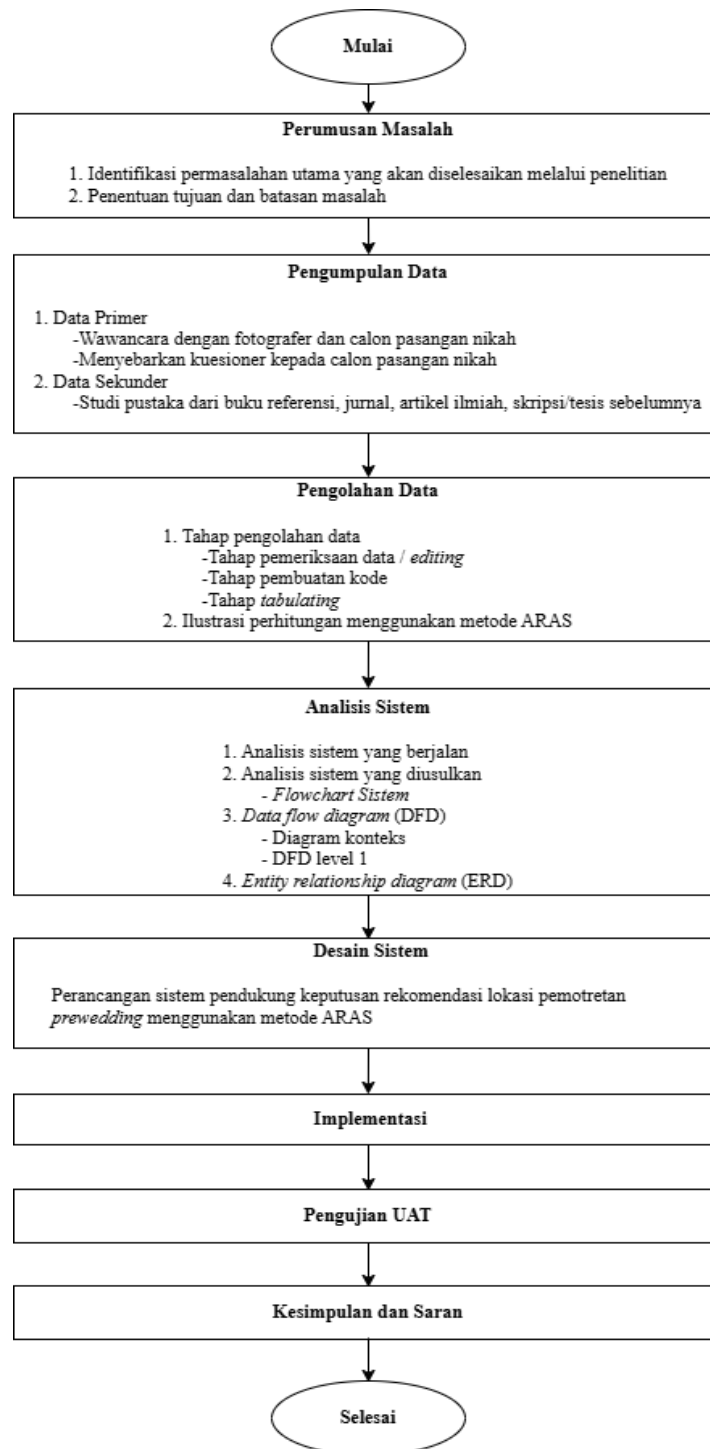 Mulai
Perumusan Masalah
1. Identifikasi permasalahan utama yang akan diselesaikan melalui penelitian
2. Penentuan tujuan dan batasan masalah
Pengumpulan Data
1. Data Primer
-Wawancara dengan fotografer dan calon pasangan nikah
-Menyebarkan kuesioner kepada calon pasangan nikah
2. Data Sekunder
-Studi pustaka dari buku referensi, jurnal, artikel ilmiah, skripsi/tesis sebelumnya
Pengolahan Data
1. Tahap pengolahan data
-Tahap pemeriksaan data / editing
-Tahap pembuatan kode
-Tahap tabulating
2. Ilustrasi perhitungan menggunakan metode ARAS
Analisis Sistem
1. Analisis sistem yang berjalan
2. Analisis sistem yang diusulkan
- Flowchart Sistem
3. Data flow diagram (DFD)
- Diagram konteks
- DFD level 1
4. Entity relationship diagram (ERD)
Desain Sistem
Perancangan sistem pendukung keputusan rekomendasi lokasi pemotretan
prewedding menggunakan metode ARAS
Implementasi
Pengujian UAT
Kesimpulan dan Saran
Selesai